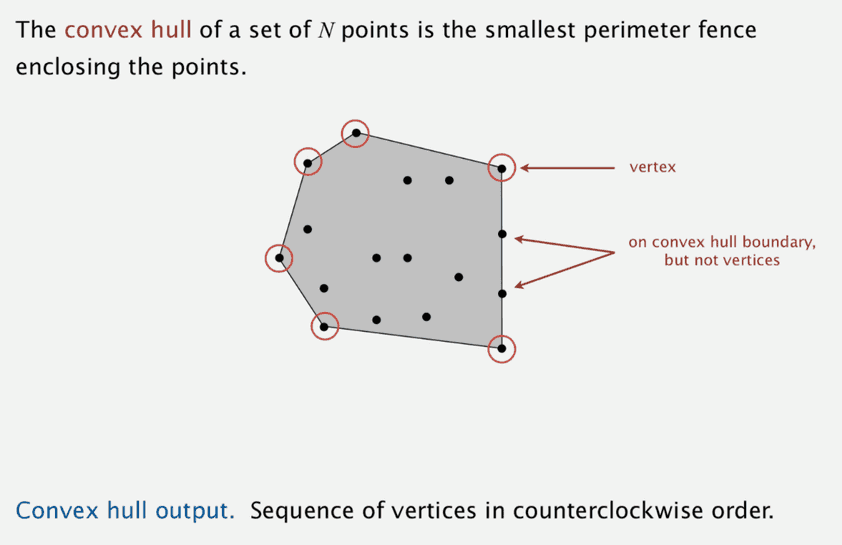 The convex hull of a set of N points is the smallest perimeter fence
enclosing the points.
vertex
on convex hull boundary,
but not vertices
Convex hull output. Sequence of vertices in counterclockwise order.